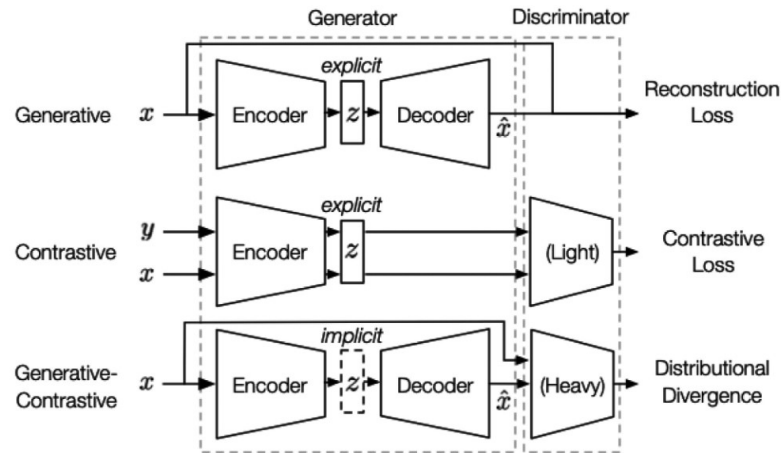 Generator
Discriminator
explicit
Generative
x
Encoder
z
Decoder
x̂
Reconstruction
Loss
explicit
Contrastive
y
x
Encoder
z
(Light)
Contrastive
Loss
implicit
Generative-
Contrastive
x
Encoder
z
Decoder
x̂
(Heavy)
Distributional
Divergence